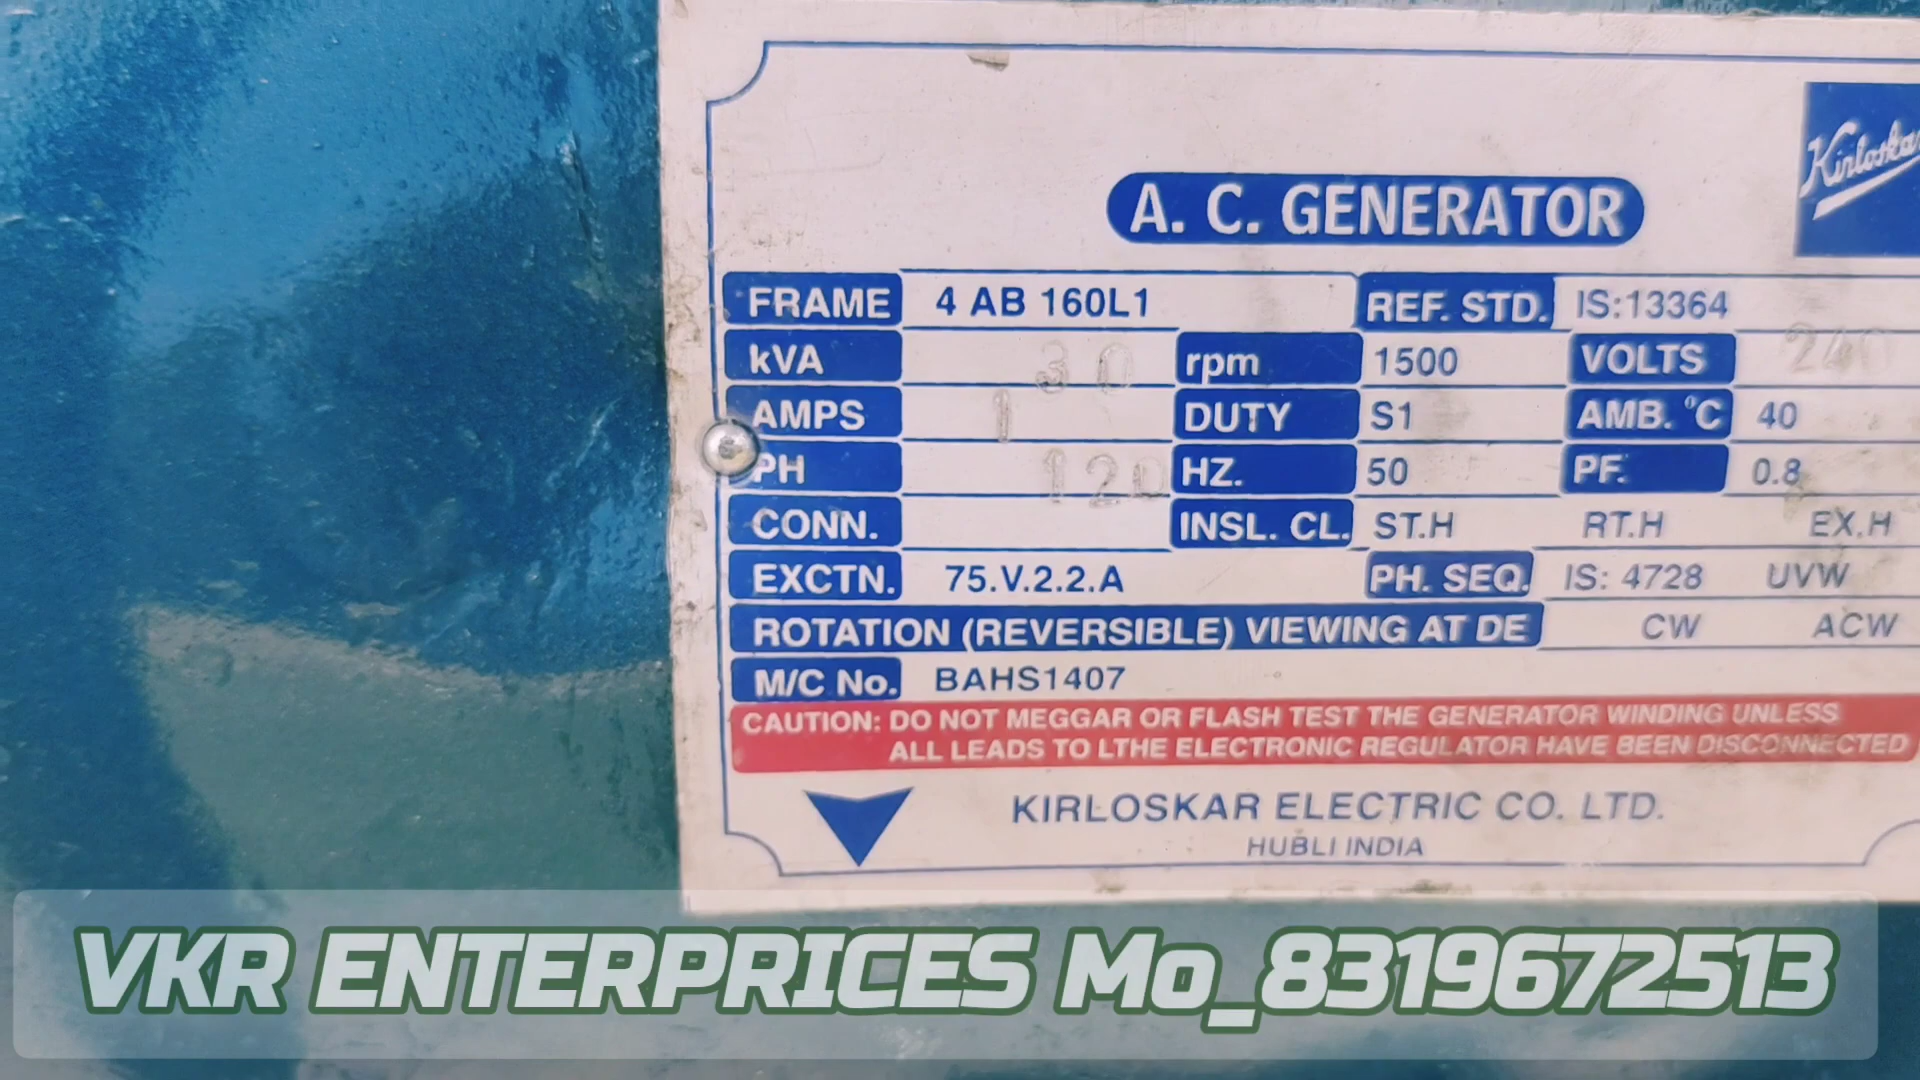 Kirloska
A. C. GENERATOR
FRAME 4 AB 160L1 REF. STD. IS:13364
kVA 30 rpm 1500 VOLTS 240
AMPS 1 DUTY S1 AMB. °C 40
PH 120 HZ. 50 PF. 0.8
CONN. INSL. CL. ST.H RT.H EX.H
EXCTN. 75.V.2.2.A PH. SEQ. IS: 4728 UVW
ROTATION (REVERSIBLE) VIEWING AT DE CW ACW
M/C No. BAHS1407
CAUTION: DO NOT MEGGAR OR FLASH TEST THE GENERATOR WINDING UNLESS
ALL LEADS TO LTHE ELECTRONIC REGULATOR HAVE BEEN DISCONNECTED
KIRLOSKAR ELECTRIC CO. LTD.
HUBLI INDIA
VKR ENTERPRICES Mo_8319672513